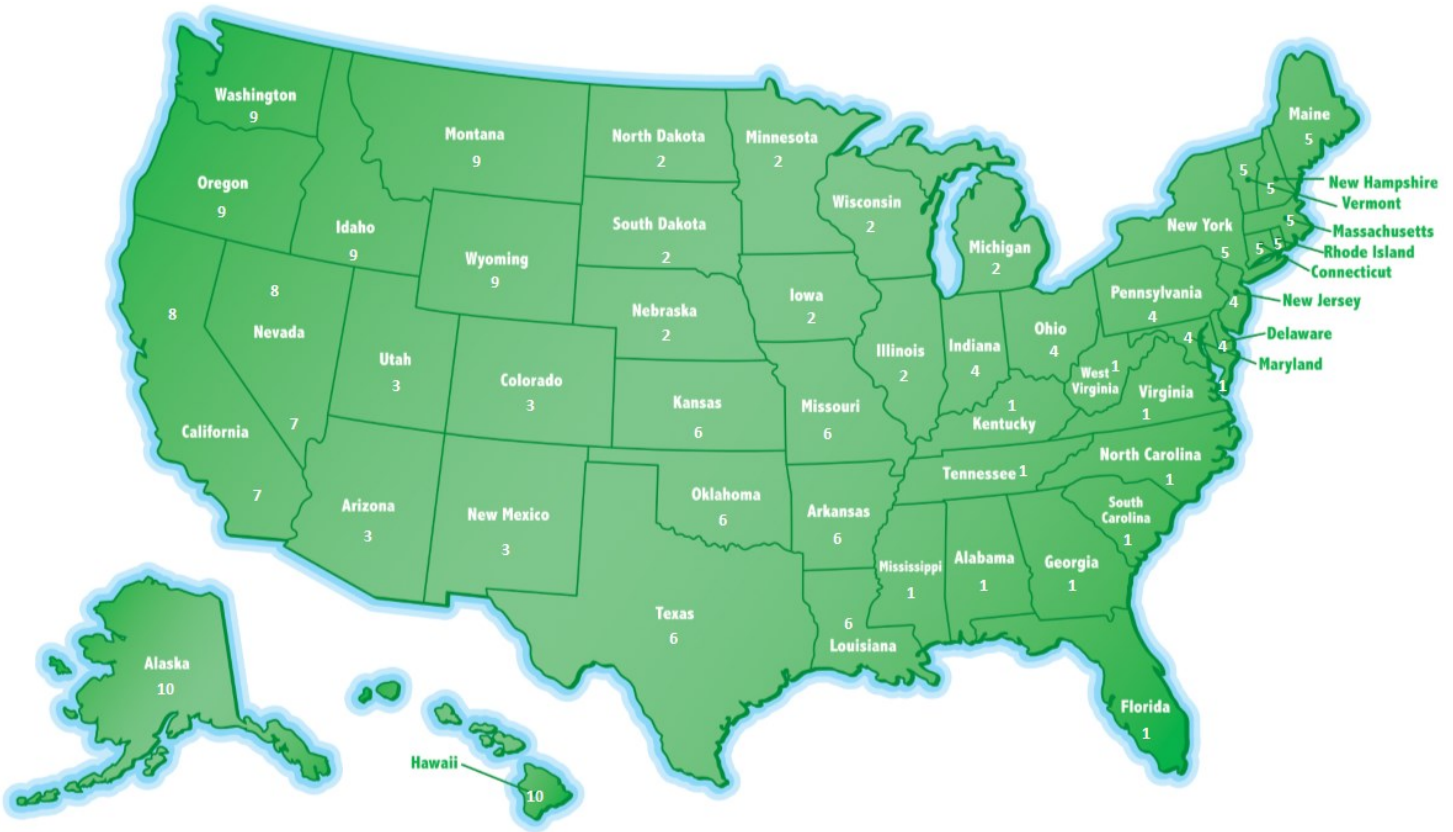 Washington
9
Montana
9
North Dakota
2
Minnesota
2
Maine
5
Oregon
9
Idaho
9
Wyoming
9
South Dakota
2
Wisconsin
2
Michigan
2
New York
5
5
5
New Hampshire
Vermont
5
Massachusetts
5
5
Rhode Island
Connecticut
8
8
Nevada
7
Utah
3
Colorado
3
Nebraska
2
Iowa
2
Illinois
2
Indiana
4
Ohio
4
Pennsylvania
4
4
New Jersey
4
4
Delaware
Maryland
California
7
Kansas
6
Missouri
6
1
Kentucky
West
Virginia
1
Virginia
1
1
Arizona
3
New Mexico
3
Oklahoma
6
Arkansas
6
Tennessee 1
North Carolina
1
South
Carolina
1
Mississippi
1
Alabama
1
Georgia
1
Texas
6
6
Louisiana
Florida
1
Alaska
10
Hawaii
10